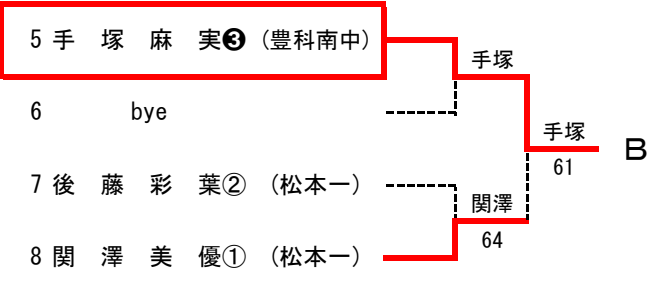 5 手 塚 麻 実❸ (豊科南中)
手塚
6 bye
手塚
B
61
7 後 藤 彩 葉② (松本一)
関澤
64
8 関 澤 美 優① (松本一)